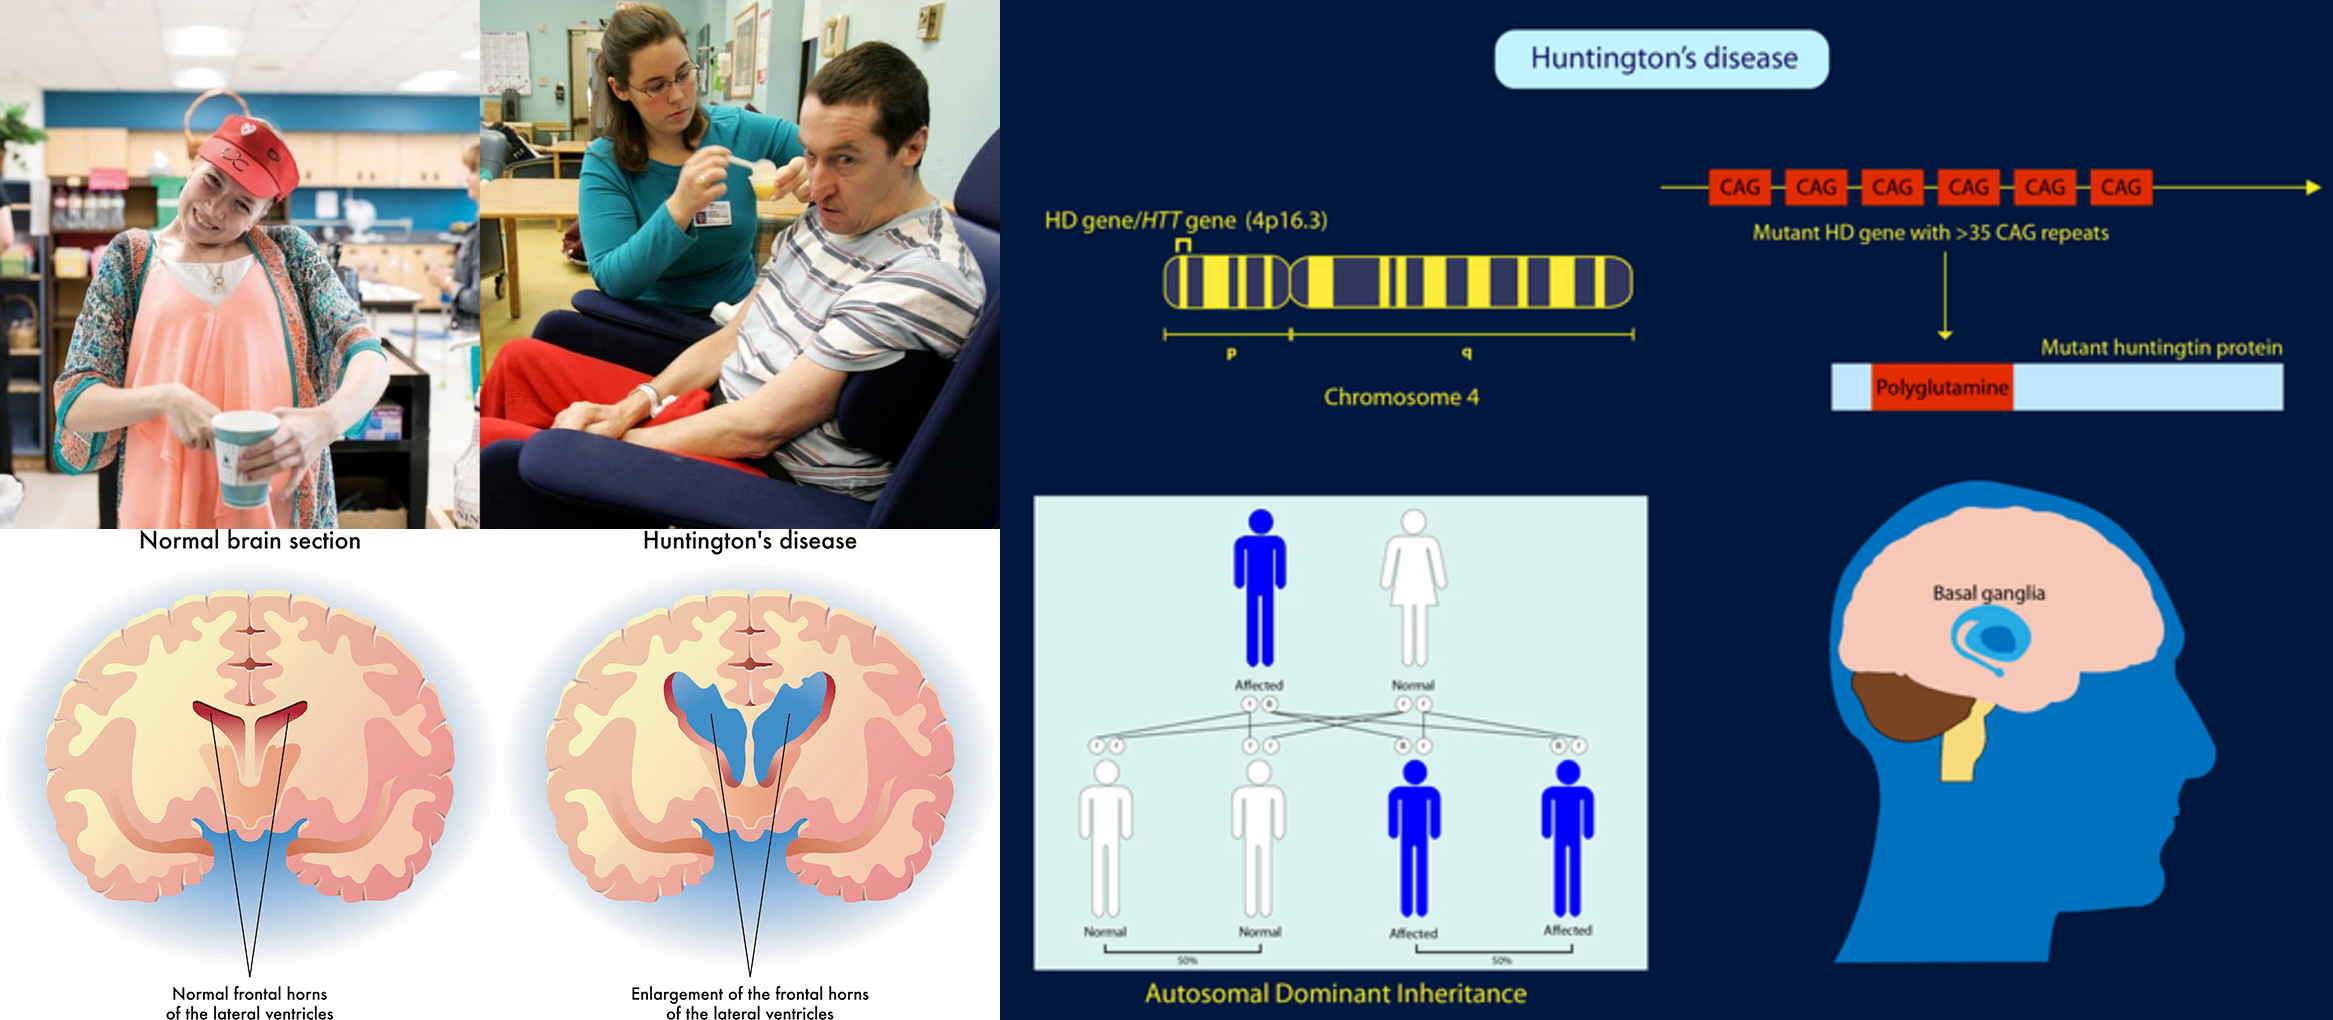 Normal brain section
Huntington's disease
Normal frontal horns
of the lateral ventricles
Enlargement of the frontal horns
of the lateral ventricles
Huntington's disease
HD gene/HTT gene (4p16.3)
p
q
Chromosome 4
CAG CAG CAG CAG CAG CAG
Mutant HD gene with >35 CAG repeats
Mutant huntingtin protein
Polyglutamine
Affected
Normal
r R r r
r r r r R r R r
Normal
Normal
Affected
Affected
50%
50%
Autosomal Dominant Inheritance
Basal ganglia